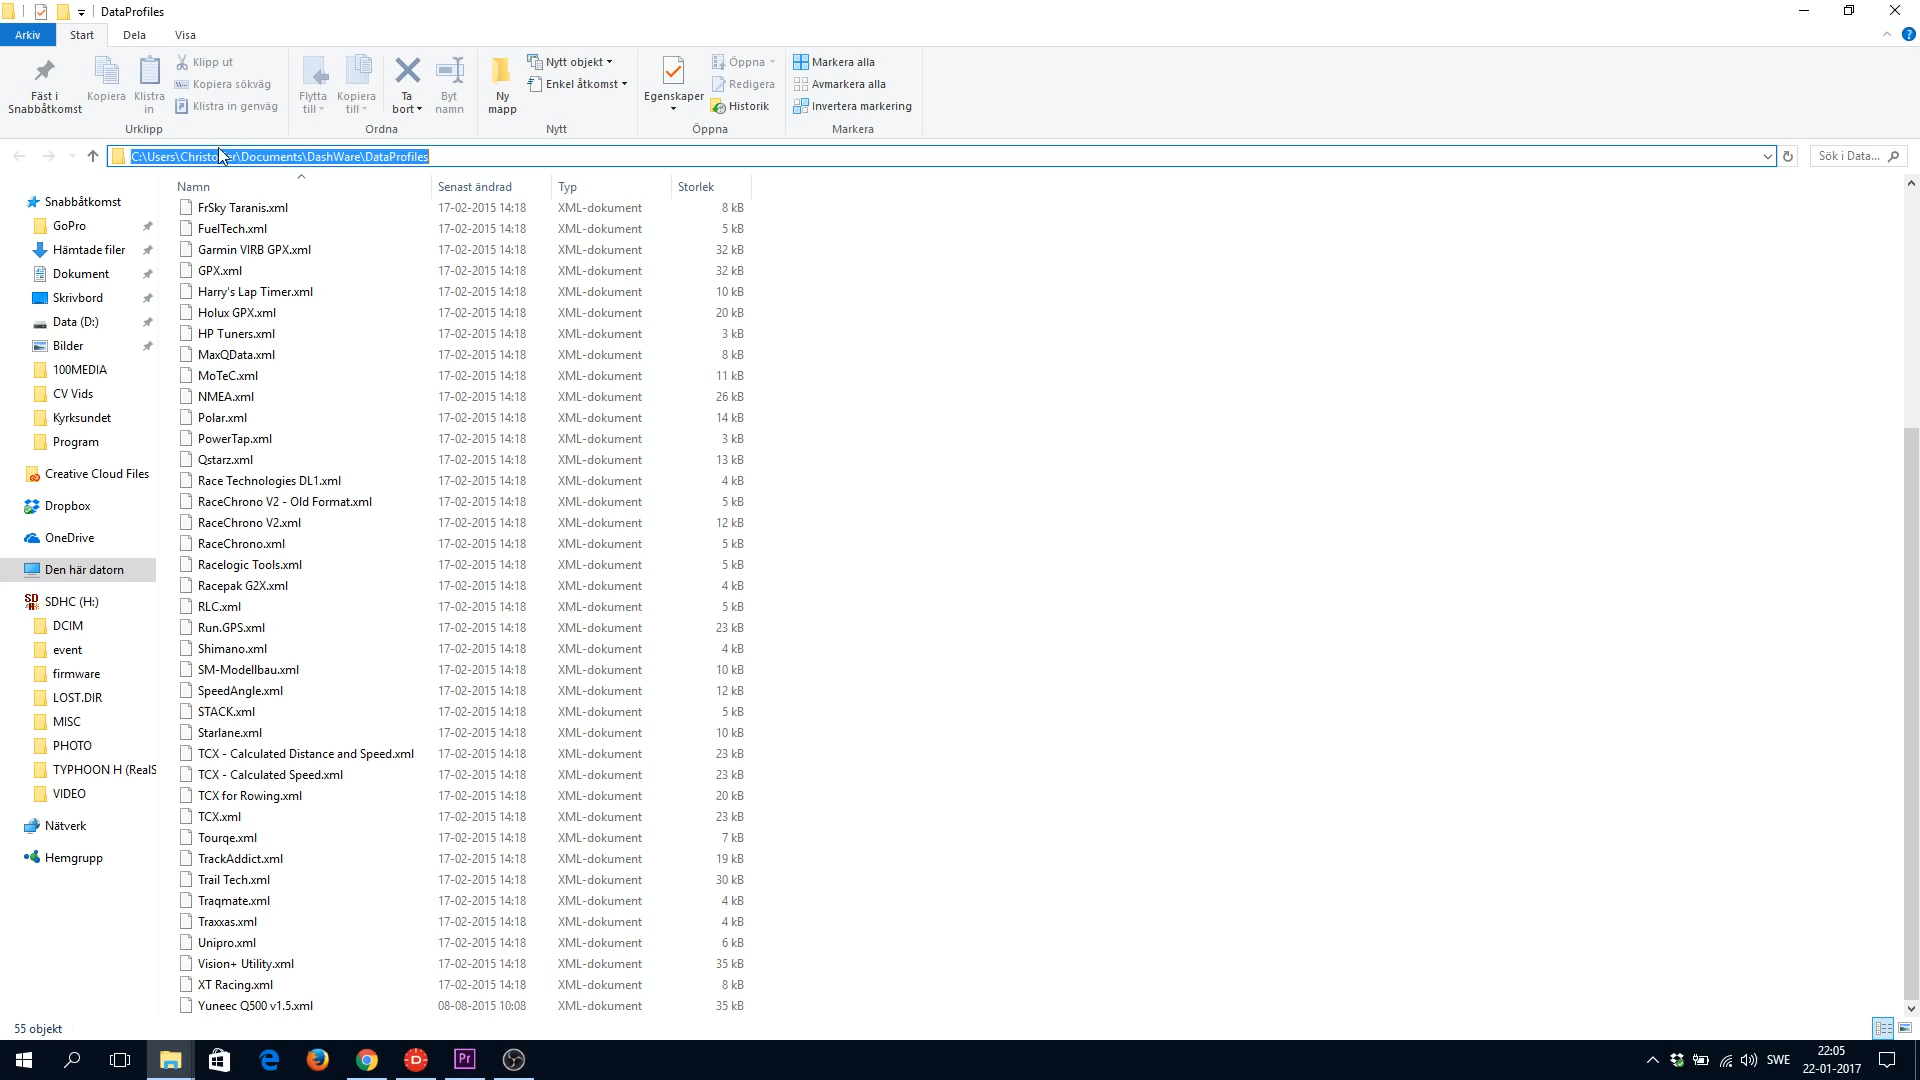 DataProfiles
Arkiv Start Dela Visa
Fäst i Snabbåtkomst
Kopiera
Klistra in
Klipp ut
Kopiera sökväg
Klistra in genväg
Urklipp
Flytta till
Kopiera till
Ta bort
Byt namn
Ordna
Ny mapp
Nytt objekt
Enkel åtkomst
Nytt
Egenskaper
Öppna
Redigera
Historik
Öppna
Markera alla
Avmarkera alla
Invertera markering
Markera
C:\Users\Christofer\Documents\DashWare\DataProfiles
Sök i Data...
Snabbåtkomst
GoPro
Hämtade filer
Dokument
Skrivbord
Data (D:)
Bilder
100MEDIA
CV Vids
Kyrksundet
Program
Creative Cloud Files
Dropbox
OneDrive
Den här datorn
SDHC (H:)
DCIM
event
firmware
LOST.DIR
MISC
PHOTO
TYPHOON H (RealS
VIDEO
Nätverk
Hemgrupp
Namn Senast ändrad Typ Storlek
FrSky Taranis.xml 17-02-2015 14:18 XML-dokument 8 kB
FuelTech.xml 17-02-2015 14:18 XML-dokument 5 kB
Garmin VIRB GPX.xml 17-02-2015 14:18 XML-dokument 32 kB
GPX.xml 17-02-2015 14:18 XML-dokument 32 kB
Harry's Lap Timer.xml 17-02-2015 14:18 XML-dokument 10 kB
Holux GPX.xml 17-02-2015 14:18 XML-dokument 20 kB
HP Tuners.xml 17-02-2015 14:18 XML-dokument 3 kB
MaxQData.xml 17-02-2015 14:18 XML-dokument 8 kB
MoTeC.xml 17-02-2015 14:18 XML-dokument 11 kB
NMEA.xml 17-02-2015 14:18 XML-dokument 26 kB
Polar.xml 17-02-2015 14:18 XML-dokument 14 kB
PowerTap.xml 17-02-2015 14:18 XML-dokument 3 kB
Qstarz.xml 17-02-2015 14:18 XML-dokument 13 kB
Race Technologies DL1.xml 17-02-2015 14:18 XML-dokument 4 kB
RaceChrono V2 - Old Format.xml 17-02-2015 14:18 XML-dokument 5 kB
RaceChrono V2.xml 17-02-2015 14:18 XML-dokument 12 kB
RaceChrono.xml 17-02-2015 14:18 XML-dokument 5 kB
Racelogic Tools.xml 17-02-2015 14:18 XML-dokument 5 kB
Racepak G2X.xml 17-02-2015 14:18 XML-dokument 4 kB
RLC.xml 17-02-2015 14:18 XML-dokument 5 kB
Run.GPS.xml 17-02-2015 14:18 XML-dokument 23 kB
Shimano.xml 17-02-2015 14:18 XML-dokument 4 kB
SM-Modellbau.xml 17-02-2015 14:18 XML-dokument 10 kB
SpeedAngle.xml 17-02-2015 14:18 XML-dokument 12 kB
STACK.xml 17-02-2015 14:18 XML-dokument 5 kB
Starlane.xml 17-02-2015 14:18 XML-dokument 10 kB
TCX - Calculated Distance and Speed.xml 17-02-2015 14:18 XML-dokument 23 kB
TCX - Calculated Speed.xml 17-02-2015 14:18 XML-dokument 23 kB
TCX for Rowing.xml 17-02-2015 14:18 XML-dokument 20 kB
TCX.xml 17-02-2015 14:18 XML-dokument 23 kB
Tourqe.xml 17-02-2015 14:18 XML-dokument 7 kB
TrackAddict.xml 17-02-2015 14:18 XML-dokument 19 kB
Trail Tech.xml 17-02-2015 14:18 XML-dokument 30 kB
Traqmate.xml 17-02-2015 14:18 XML-dokument 4 kB
Traxxas.xml 17-02-2015 14:18 XML-dokument 4 kB
Unipro.xml 17-02-2015 14:18 XML-dokument 6 kB
Vision+ Utility.xml 17-02-2015 14:18 XML-dokument 35 kB
XT Racing.xml 17-02-2015 14:18 XML-dokument 8 kB
Yuneec Q500 v1.5.xml 08-08-2015 10:08 XML-dokument 35 kB
55 objekt
Pr
SWE
22:05
22-01-2017